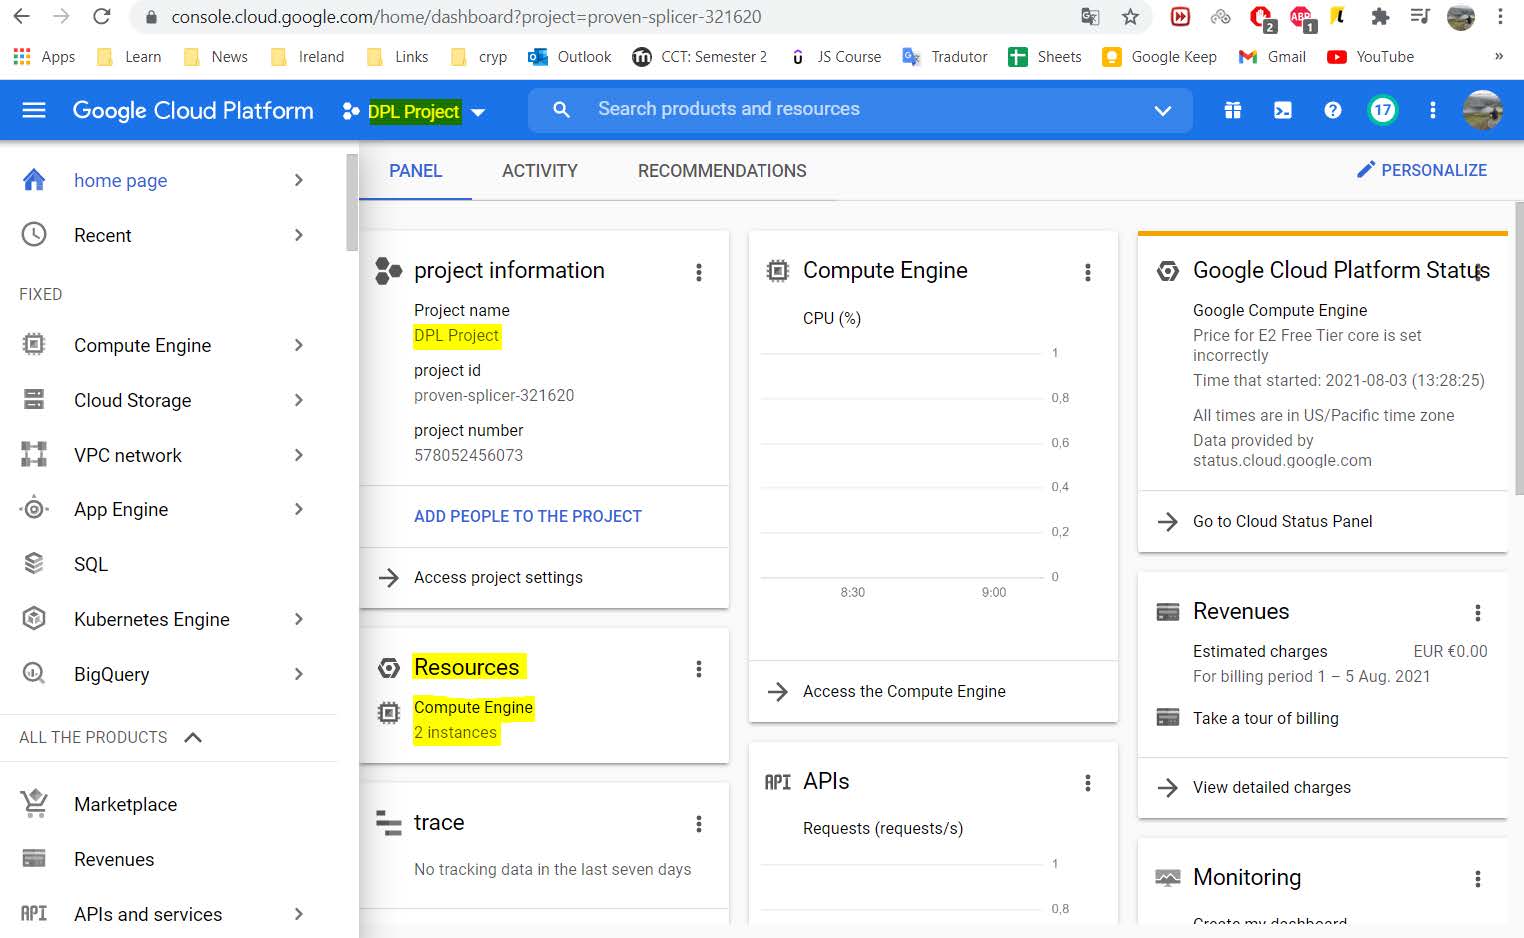 console.cloud.google.com/home/dashboard?project=proven-splicer-321620
2
ABP
1
Apps
Learn
News
Ireland
Links
cryp
Outlook
CCT: Semester 2
JS Course
Tradutor
Sheets
Google Keep
Gmail
YouTube
»
Google Cloud Platform
DPL Project
Search products and resources
17
home page
Recent
FIXED
Compute Engine
Cloud Storage
VPC network
App Engine
SQL
Kubernetes Engine
BigQuery
ALL THE PRODUCTS
Marketplace
Revenues
API
APIs and services
PANEL
ACTIVITY
RECOMMENDATIONS
PERSONALIZE
project information
Project name
DPL Project
project id
proven-splicer-321620
project number
578052456073
ADD PEOPLE TO THE PROJECT
Access project settings
Resources
Compute Engine
2 instances
trace
No tracking data in the last seven days
Compute Engine
CPU (%)
1
0,8
0,6
0,4
0,2
0
8:30
9:00
Access the Compute Engine
API
APIs
Requests (requests/s)
1
0,8
Google Cloud Platform Status
Google Compute Engine
Price for E2 Free Tier core is set
incorrectly
Time that started: 2021-08-03 (13:28:25)
All times are in US/Pacific time zone
Data provided by
status.cloud.google.com
Go to Cloud Status Panel
Revenues
Estimated charges
EUR €0.00
For billing period 1 – 5 Aug. 2021
Take a tour of billing
View detailed charges
Monitoring
Create my dashboard